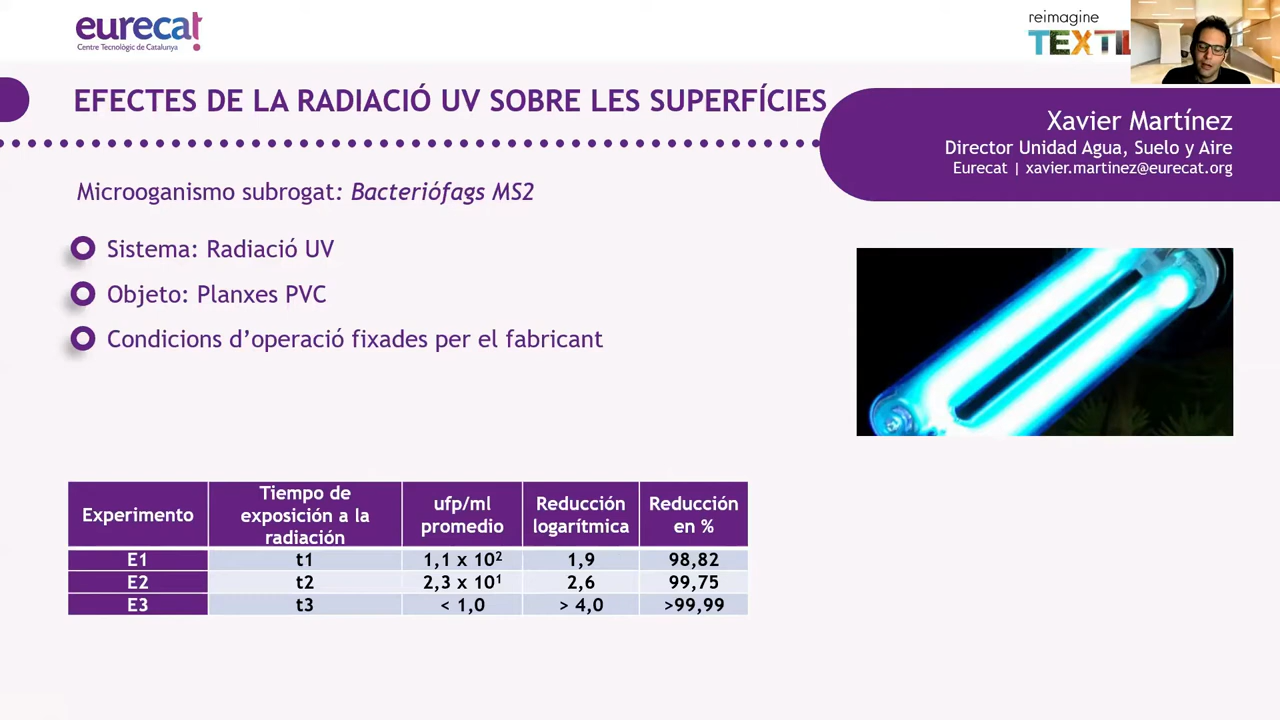 eurecat
Centre Tecnològic de Catalunya
reimagine
TEXTIL
EFECTES DE LA RADIACIÓ UV SOBRE LES SUPERFÍCIES
Xavier Martínez
Director Unidad Agua, Suelo y Aire
Eurecat | xavier.martinez@eurecat.org
Microoganismo subrogat: Bacteriófags MS2
Sistema: Radiació UV
Objeto: Planxes PVC
Condicions d’operació fixades per el fabricant
Experimento Tiempo de exposición a la radiación ufp/ml promedio Reducción logarítmica Reducción en %
E1 t1 1,1 x 10² 1,9 98,82
E2 t2 2,3 x 10¹ 2,6 99,75
E3 t3 < 1,0 > 4,0 >99,99